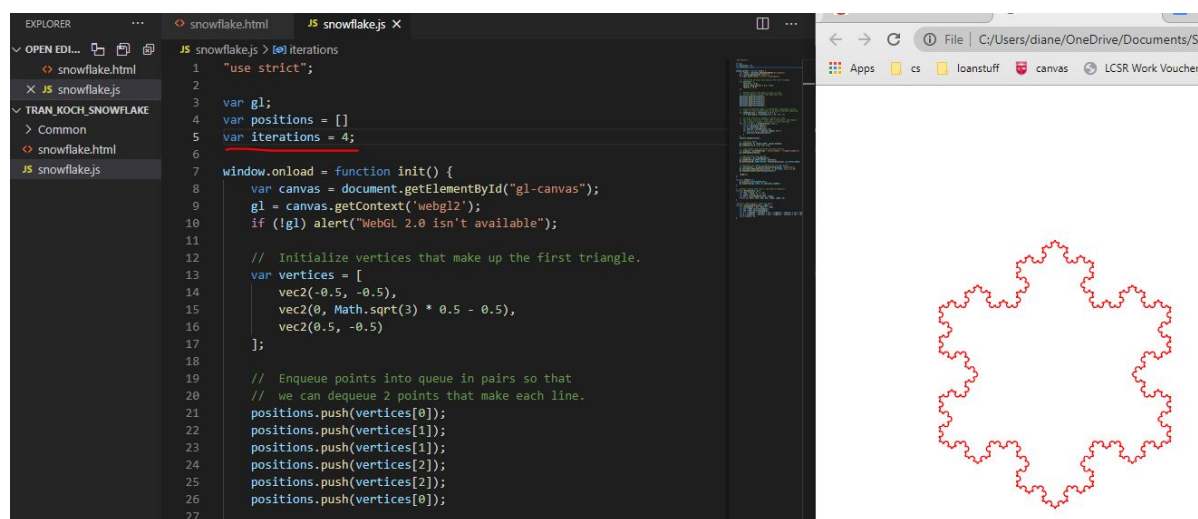 EXPLORER ···
OPEN EDI...
<> snowflake.html
× JS snowflake.js
TRAN_KOCH_SNOWFLAKE
> Common
<> snowflake.html
JS snowflake.js
<> snowflake.html JS snowflake.js × ···
JS snowflake.js > iterations
1 "use strict";
2
3 var gl;
4 var positions = []
5 var iterations = 4;
6
7 window.onload = function init() {
8 var canvas = document.getElementById("gl-canvas");
9 gl = canvas.getContext('webgl2');
10 if (!gl) alert("WebGL 2.0 isn't available");
11
12 // Initialize vertices that make up the first triangle.
13 var vertices = [
14 vec2(-0.5, -0.5),
15 vec2(0, Math.sqrt(3) * 0.5 - 0.5),
16 vec2(0.5, -0.5)
17 ];
18
19 // Enqueue points into queue in pairs so that
20 // we can dequeue 2 points that make each line.
21 positions.push(vertices[0]);
22 positions.push(vertices[1]);
23 positions.push(vertices[1]);
24 positions.push(vertices[2]);
25 positions.push(vertices[2]);
26 positions.push(vertices[0]);
27
File | C:/Users/diane/OneDrive/Documents/S
Apps cs loanstuff canvas LCSR Work Voucher